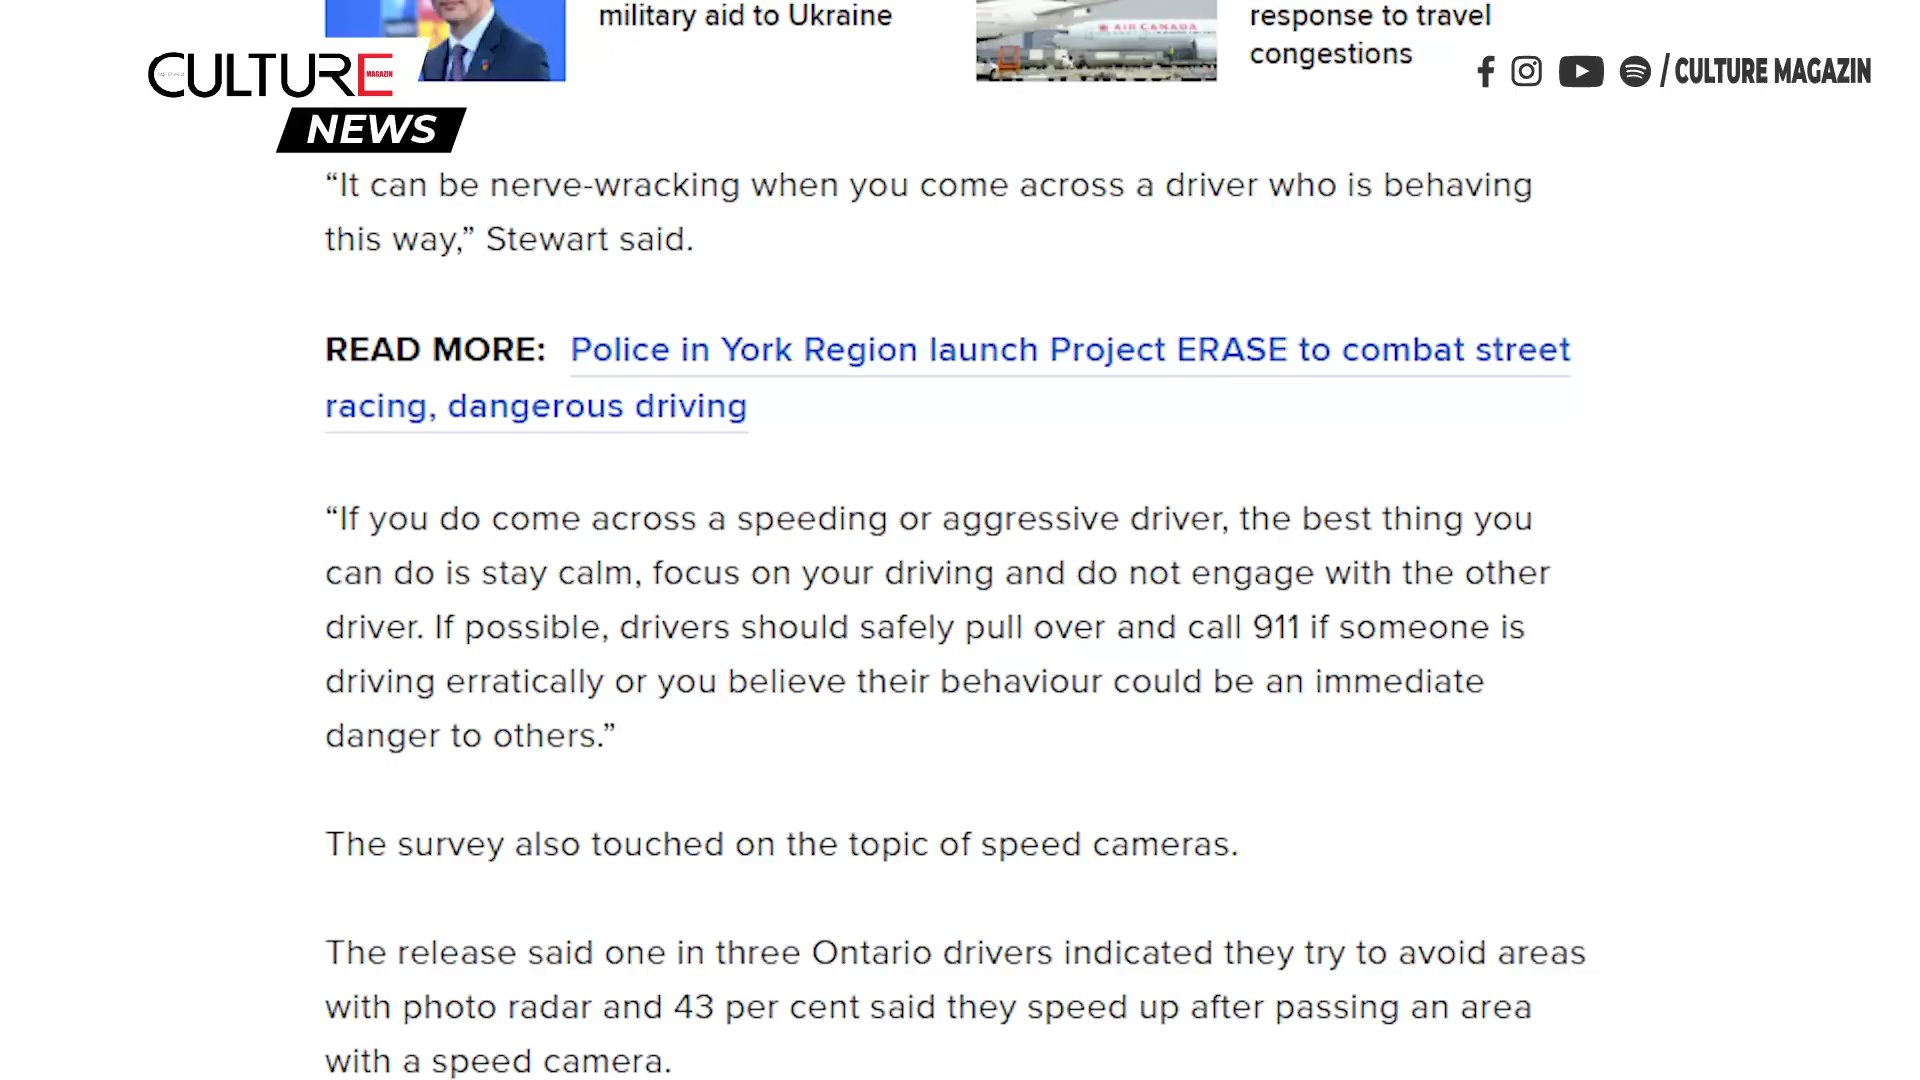 military aid to Ukraine
response to travel
congestions
AIR CANADA
CULTURE
MAGAZIN
NEWS
/ CULTURE MAGAZIN
“It can be nerve-wracking when you come across a driver who is behaving
this way,” Stewart said.
READ MORE: Police in York Region launch Project ERASE to combat street
racing, dangerous driving
“If you do come across a speeding or aggressive driver, the best thing you
can do is stay calm, focus on your driving and do not engage with the other
driver. If possible, drivers should safely pull over and call 911 if someone is
driving erratically or you believe their behaviour could be an immediate
danger to others.”
The survey also touched on the topic of speed cameras.
The release said one in three Ontario drivers indicated they try to avoid areas
with photo radar and 43 per cent said they speed up after passing an area
with a speed camera.